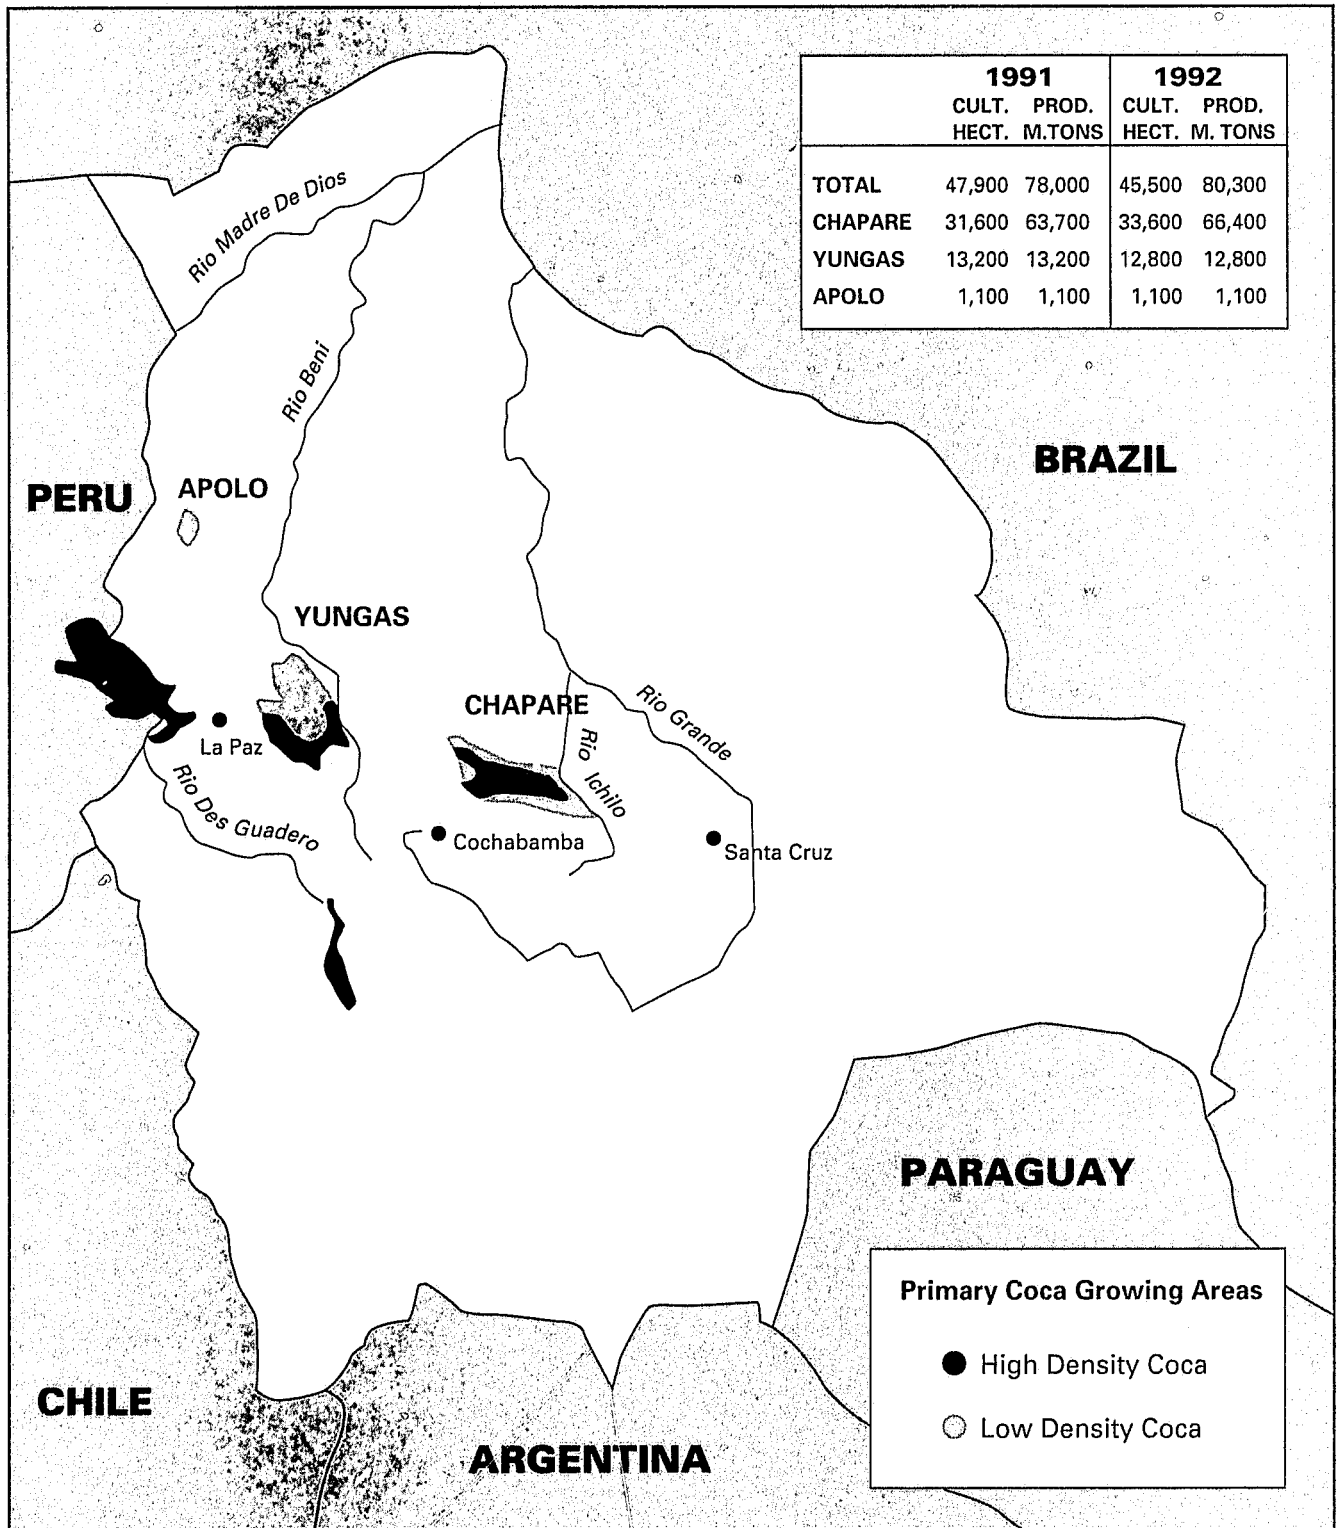 1991 1992
CULT. PROD. CULT. PROD.
HECT. M.TONS HECT. M. TONS
TOTAL 47,900 78,000 45,500 80,300
CHAPARE 31,600 63,700 33,600 66,400
YUNGAS 13,200 13,200 12,800 12,800
APOLO 1,100 1,100 1,100 1,100
Rio Madre De Dios
Rio Beni
BRAZIL
PERU
APOLO
YUNGAS
CHAPARE
Rio Grande
La Paz
Rio Ichilo
Rio Des Guadero
Cochabamba
Santa Cruz
PARAGUAY
Primary Coca Growing Areas
High Density Coca
Low Density Coca
CHILE
ARGENTINA